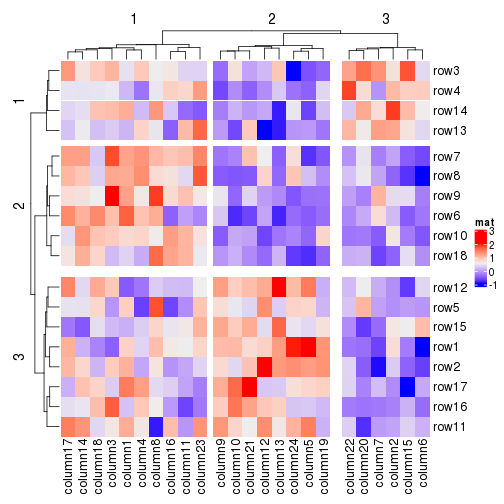 1 2 3
1
2
3
row3
row4
row14
row13
row7
row8
row9
row6
row10
row18
row12
row5
row15
row1
row2
row17
row16
row11
mat
3
2
1
0
-1
column17
column14
column18
column3
column1
column4
column8
column16
column11
column23
column9
column10
column21
column12
column13
column24
column5
column19
column22
column20
column7
column2
column15
column6